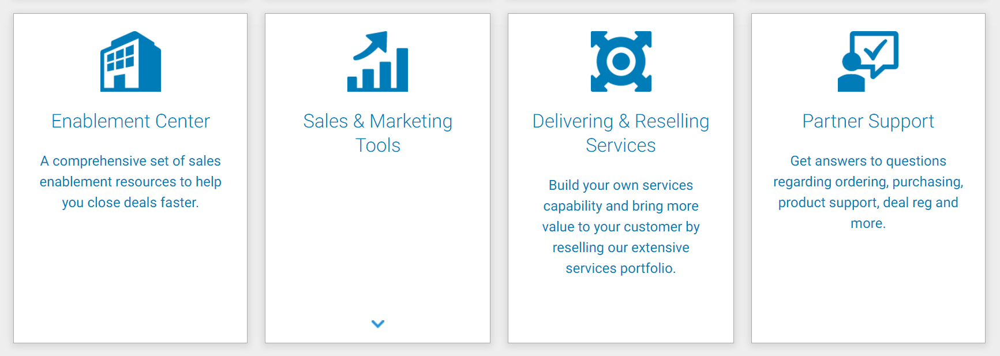 Enablement Center
A comprehensive set of sales
enablement resources to help
you close deals faster.
Sales & Marketing
Tools
Delivering & Reselling
Services
Build your own services
capability and bring more
value to your customer by
reselling our extensive
services portfolio.
Partner Support
Get answers to questions
regarding ordering, purchasing,
product support, deal reg and
more.